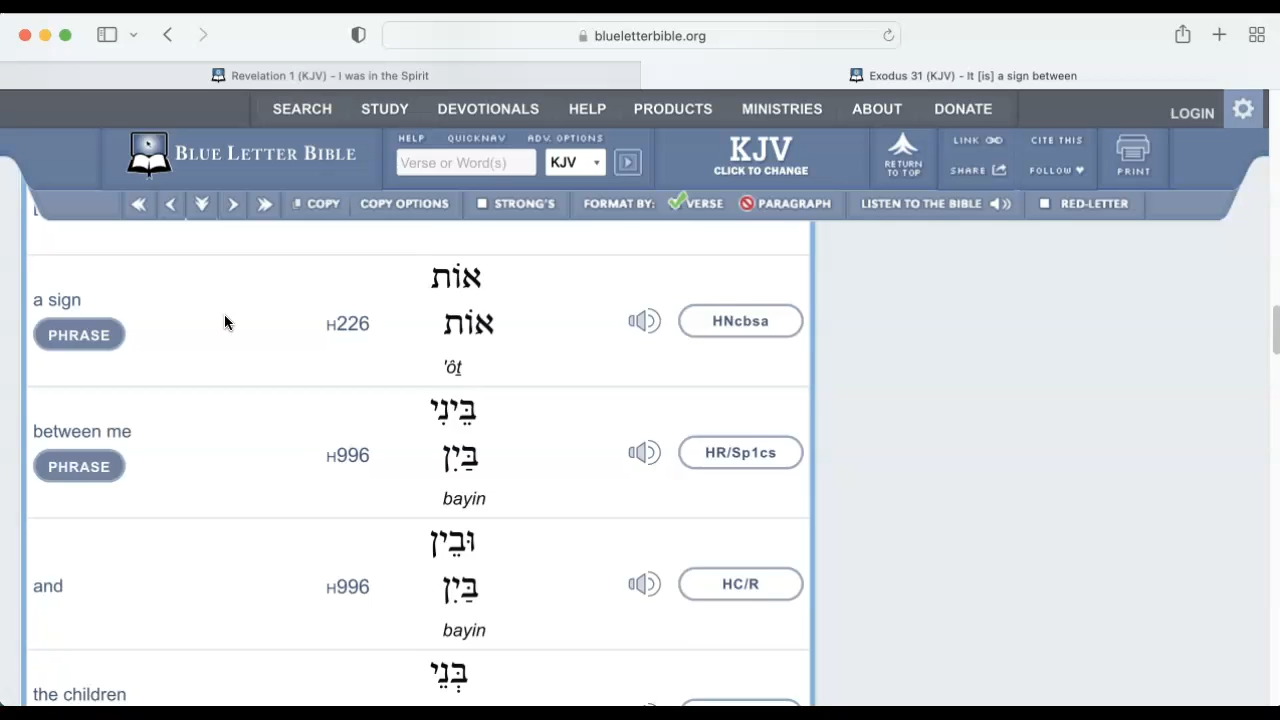 blueletterbible.org
Revelation 1 (KJV) - I was in the Spirit
Exodus 31 (KJV) - It [is] a sign between
SEARCH STUDY DEVOTIONALS HELP PRODUCTS MINISTRIES ABOUT DONATE LOGIN
BLUE LETTER BIBLE
HELP QUICKNAV ADV. OPTIONS
Verse or Word(s) KJV
KJV
CLICK TO CHANGE
RETURN
TO TOP
LINK CITE THIS
SHARE FOLLOW
PRINT
COPY COPY OPTIONS STRONG'S FORMAT BY: VERSE PARAGRAPH LISTEN TO THE BIBLE RED-LETTER
אוֹת
a sign
PHRASE H226 אוֹת HNcbsa
'ôṯ
בֵּינִי
between me
PHRASE H996 בַּיִן HR/Sp1cs
bayin
וּבֵין
and H996 בַּיִן HC/R
bayin
בְּנֵי
the children